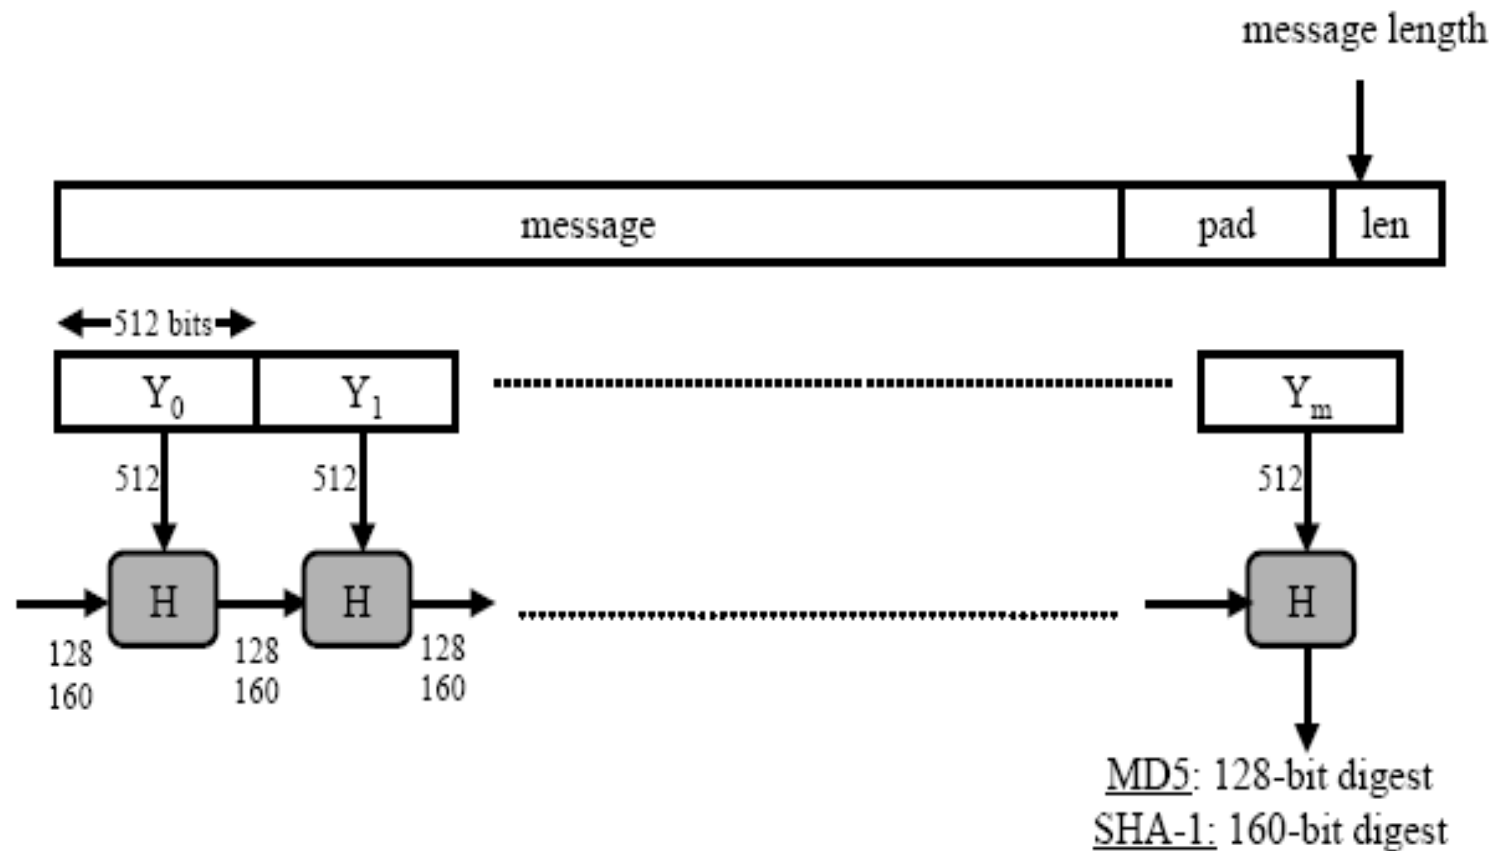 message length
message pad len
512 bits
Y0 Y1 Ym
512 512 512
H H H
128 128 128
160 160 160
MD5: 128-bit digest
SHA-1: 160-bit digest